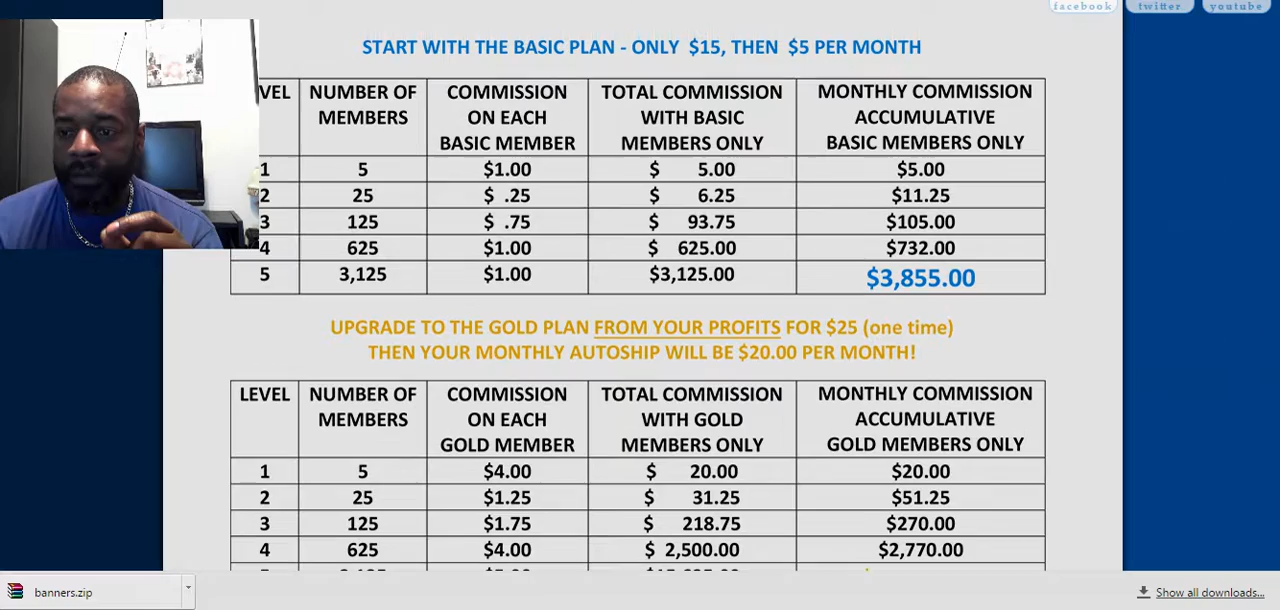 facebook twitter youtube
START WITH THE BASIC PLAN - ONLY $15, THEN $5 PER MONTH
VEL NUMBER OF MEMBERS COMMISSION ON EACH BASIC MEMBER TOTAL COMMISSION WITH BASIC MEMBERS ONLY MONTHLY COMMISSION ACCUMULATIVE BASIC MEMBERS ONLY
1 5 $1.00 $ 5.00 $5.00
2 25 $ .25 $ 6.25 $11.25
3 125 $ .75 $ 93.75 $105.00
4 625 $1.00 $ 625.00 $732.00
5 3,125 $1.00 $3,125.00 $3,855.00
UPGRADE TO THE GOLD PLAN FROM YOUR PROFITS FOR $25 (one time)
THEN YOUR MONTHLY AUTOSHIP WILL BE $20.00 PER MONTH!
LEVEL NUMBER OF MEMBERS COMMISSION ON EACH GOLD MEMBER TOTAL COMMISSION WITH GOLD MEMBERS ONLY MONTHLY COMMISSION ACCUMULATIVE GOLD MEMBERS ONLY
1 5 $4.00 $ 20.00 $20.00
2 25 $1.25 $ 31.25 $51.25
3 125 $1.75 $ 218.75 $270.00
4 625 $4.00 $ 2,500.00 $2,770.00
banners.zip Show all downloads...